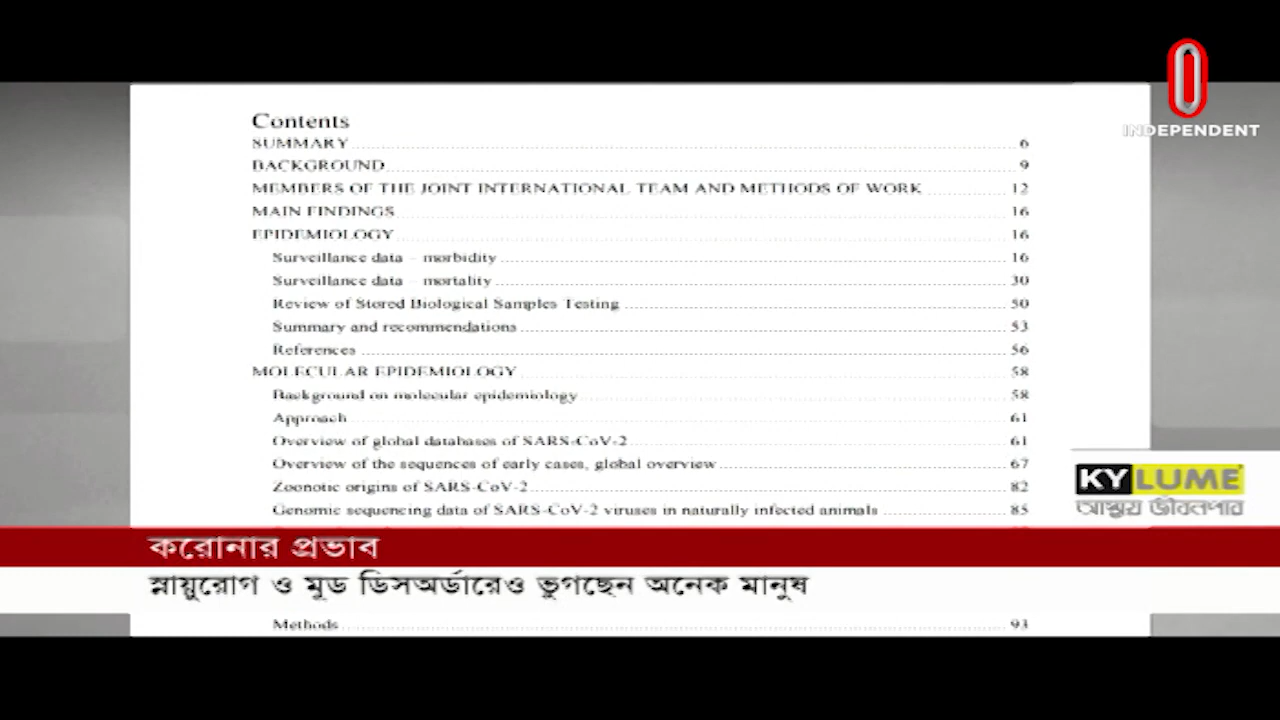 INDEPENDENT
Contents
SUMMARY 6
BACKGROUND 9
MEMBERS OF THE JOINT INTERNATIONAL TEAM AND METHODS OF WORK 12
MAIN FINDINGS 16
EPIDEMIOLOGY 16
Surveillance data – morbidity 16
Surveillance data – mortality 30
Review of Stored Biological Samples Testing 50
Summary and recommendations 53
References 56
MOLECULAR EPIDEMIOLOGY 58
Background on molecular epidemiology 58
Approach 61
Overview of global databases of SARS-CoV-2 61
Overview of the sequences of early cases, global overview 67
Zoonotic origins of SARS-CoV-2 82
Genomic sequencing data of SARS-CoV-2 viruses in naturally infected animals 85
KYLUME
করোনার প্রভাব
স্নায়ুরোগ ও মূড ডিসঅর্ডারেও ভুগছেন অনেক মানুষ
Methods 93